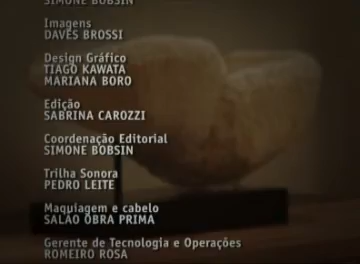 SIMONE BOBSIN
Imagens
DAVES BROSSI
Design Gráfico
TIAGO KAWATA
MARIANA BORO
Edição
SABRINA CAROZZI
Coordenação Editorial
SIMONE BOBSIN
Trilha Sonora
PEDRO LEITE
Maquiagem e cabelo
SALÃO OBRA PRIMA
Gerente de Tecnologia e Operações
ROMEIRO ROSA